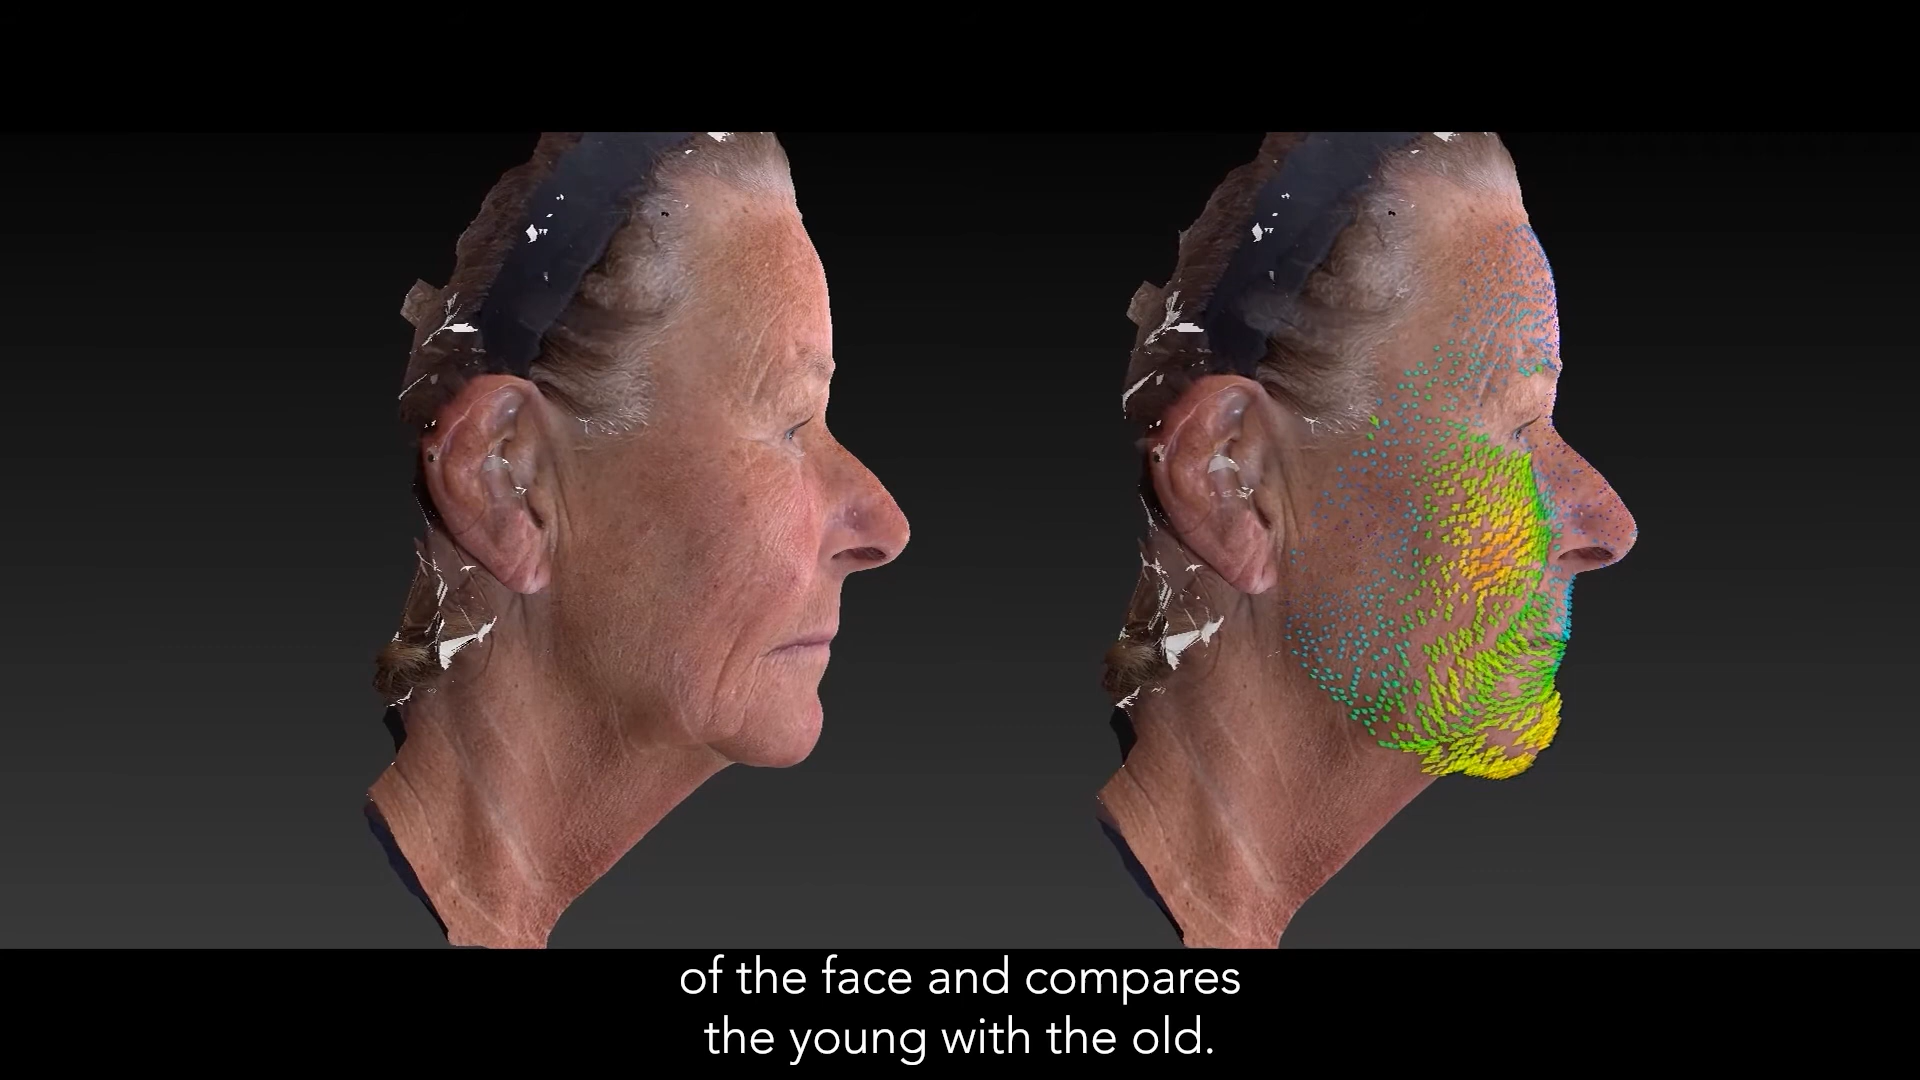 of the face and compares
the young with the old.